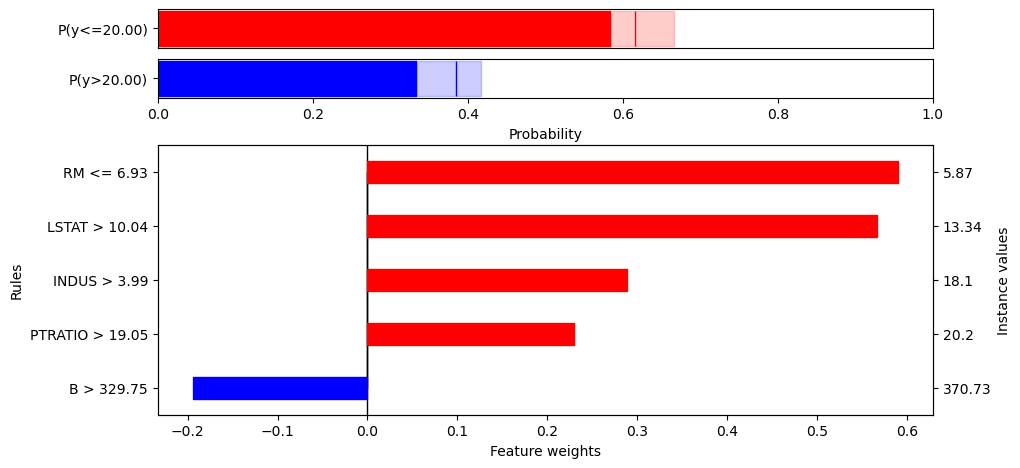 P(y<=20.00)
P(y>20.00)
0.0 0.2 0.4 0.6 0.8 1.0
Probability
RM <= 6.93 5.87
LSTAT > 10.04 13.34
INDUS > 3.99 18.1
PTRATIO > 19.05 20.2
B > 329.75 370.73
Rules
Instance values
−0.2 −0.1 0.0 0.1 0.2 0.3 0.4 0.5 0.6
Feature weights